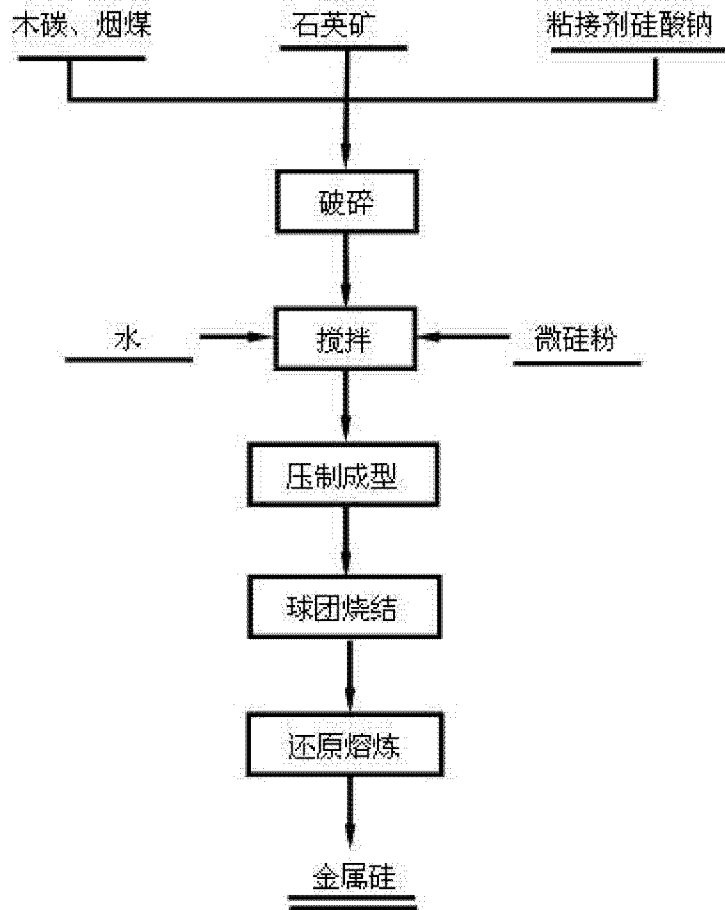 木碳、烟煤
石英矿
粘接剂硅酸钠
破碎
水
搅拌
微硅粉
压制成型
球团烧结
还原熔炼
金属硅